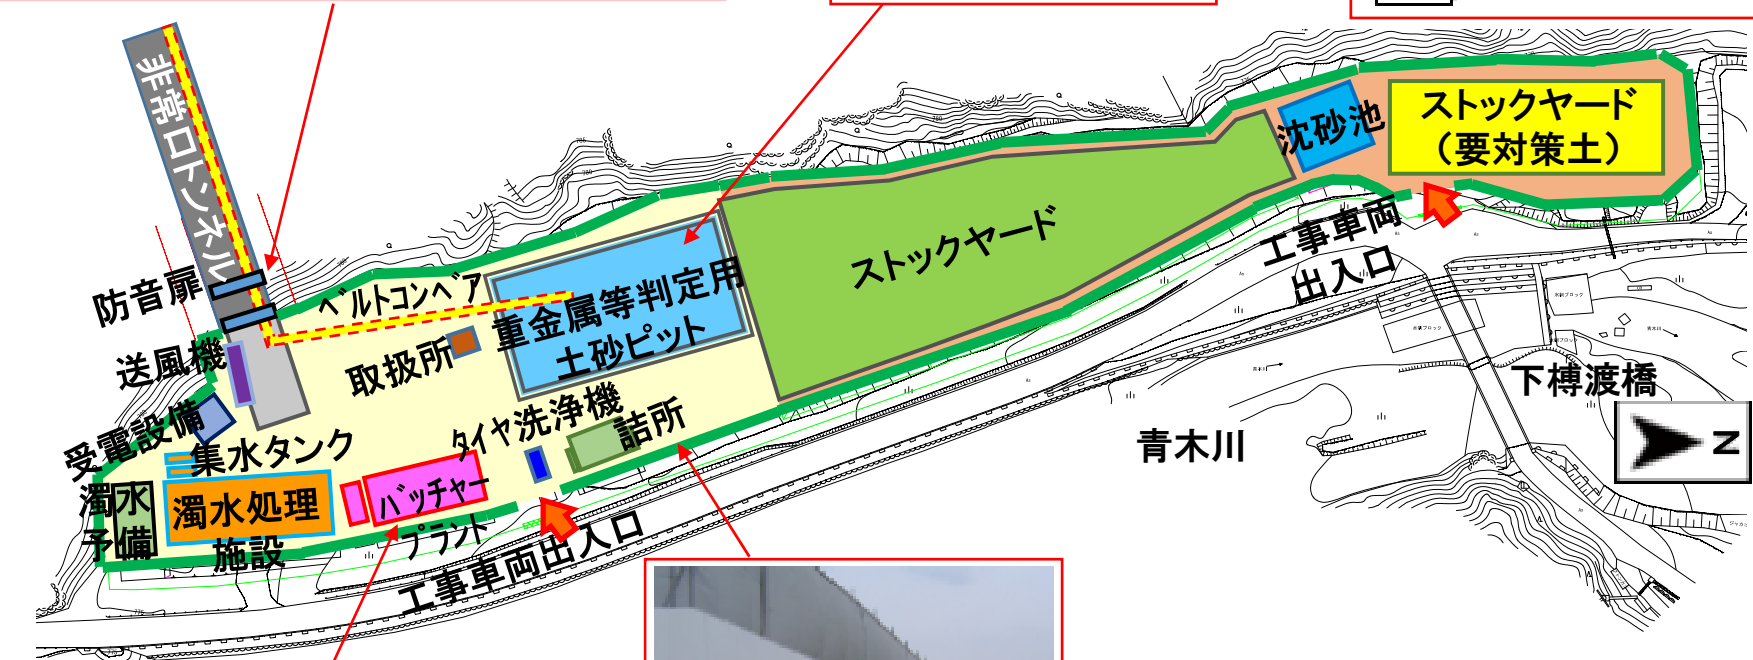 非常口トンネル
防音扉
ベルトコンベア
送風機
取扱所
重金属等判定用
土砂ピット
ストックヤード
沈砂池
ストックヤード
（要対策土）
工事車両
出入口
受電設備
集水タンク
タイヤ洗浄機
詰所
濁水
予備
濁水処理
施設
バッチャー
プラント
工事車両出入口
青木川
下樽渡橋
N